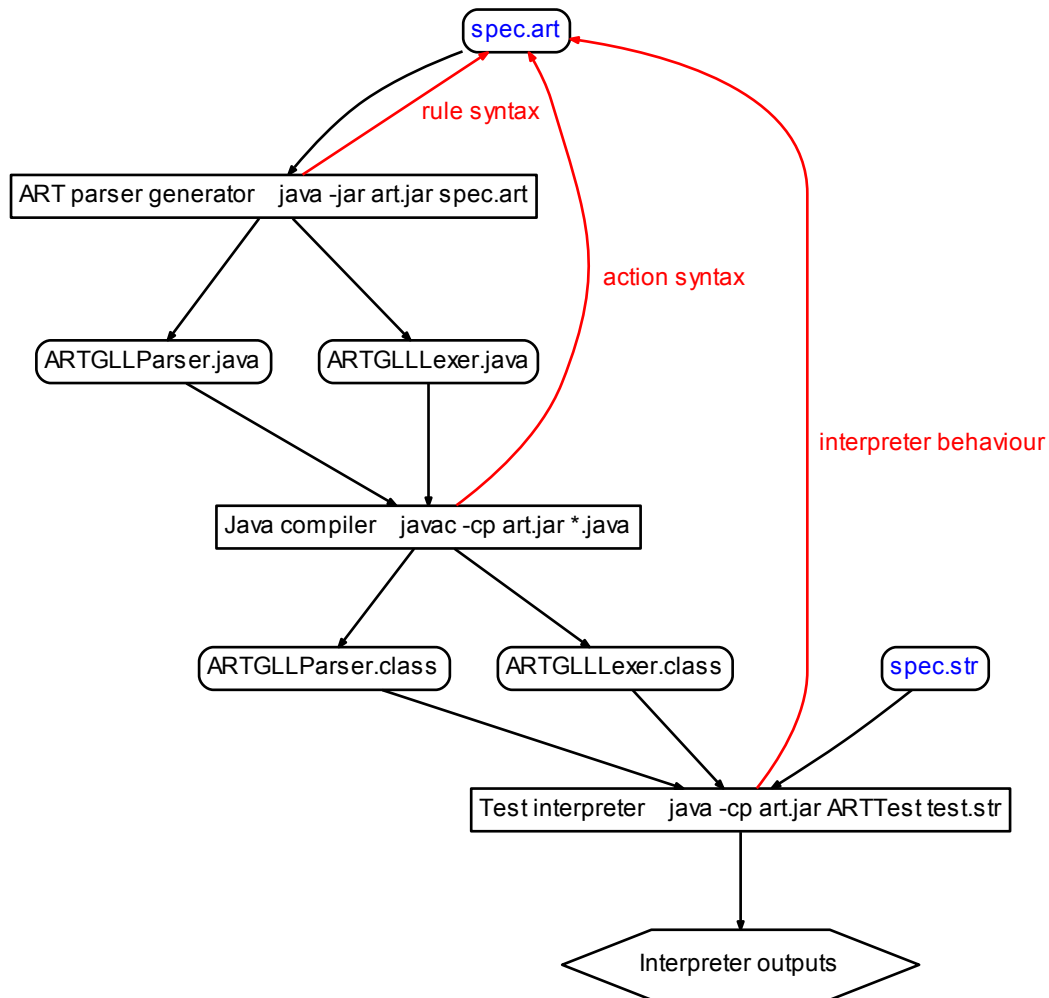 spec.art
rule syntax
ART parser generator java -jar art.jar spec.art
action syntax
ARTGLLParser.java
ARTGLLLexer.java
interpreter behaviour
Java compiler javac -cp art.jar *.java
ARTGLLParser.class
ARTGLLLexer.class
spec.str
Test interpreter java -cp art.jar ARTTest test.str
Interpreter outputs